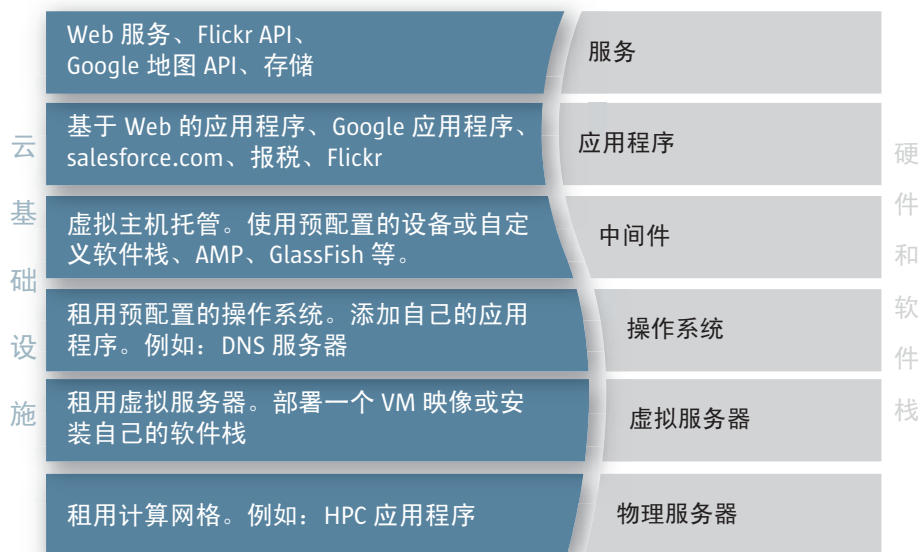 Web 服务、Flickr API、
Google 地图 API、存储
服务
基于 Web 的应用程序、Google 应用程序、
salesforce.com、报税、Flickr
应用程序
虚拟主机托管。使用预配置的设备或自定
义软件栈、AMP、GlassFish 等。
中间件
租用预配置的操作系统。添加自己的应用
程序。例如：DNS 服务器
操作系统
租用虚拟服务器。部署一个 VM 映像或安
装自己的软件栈
虚拟服务器
租用计算网格。例如：HPC 应用程序
物理服务器
云基础设施
硬件和软件栈